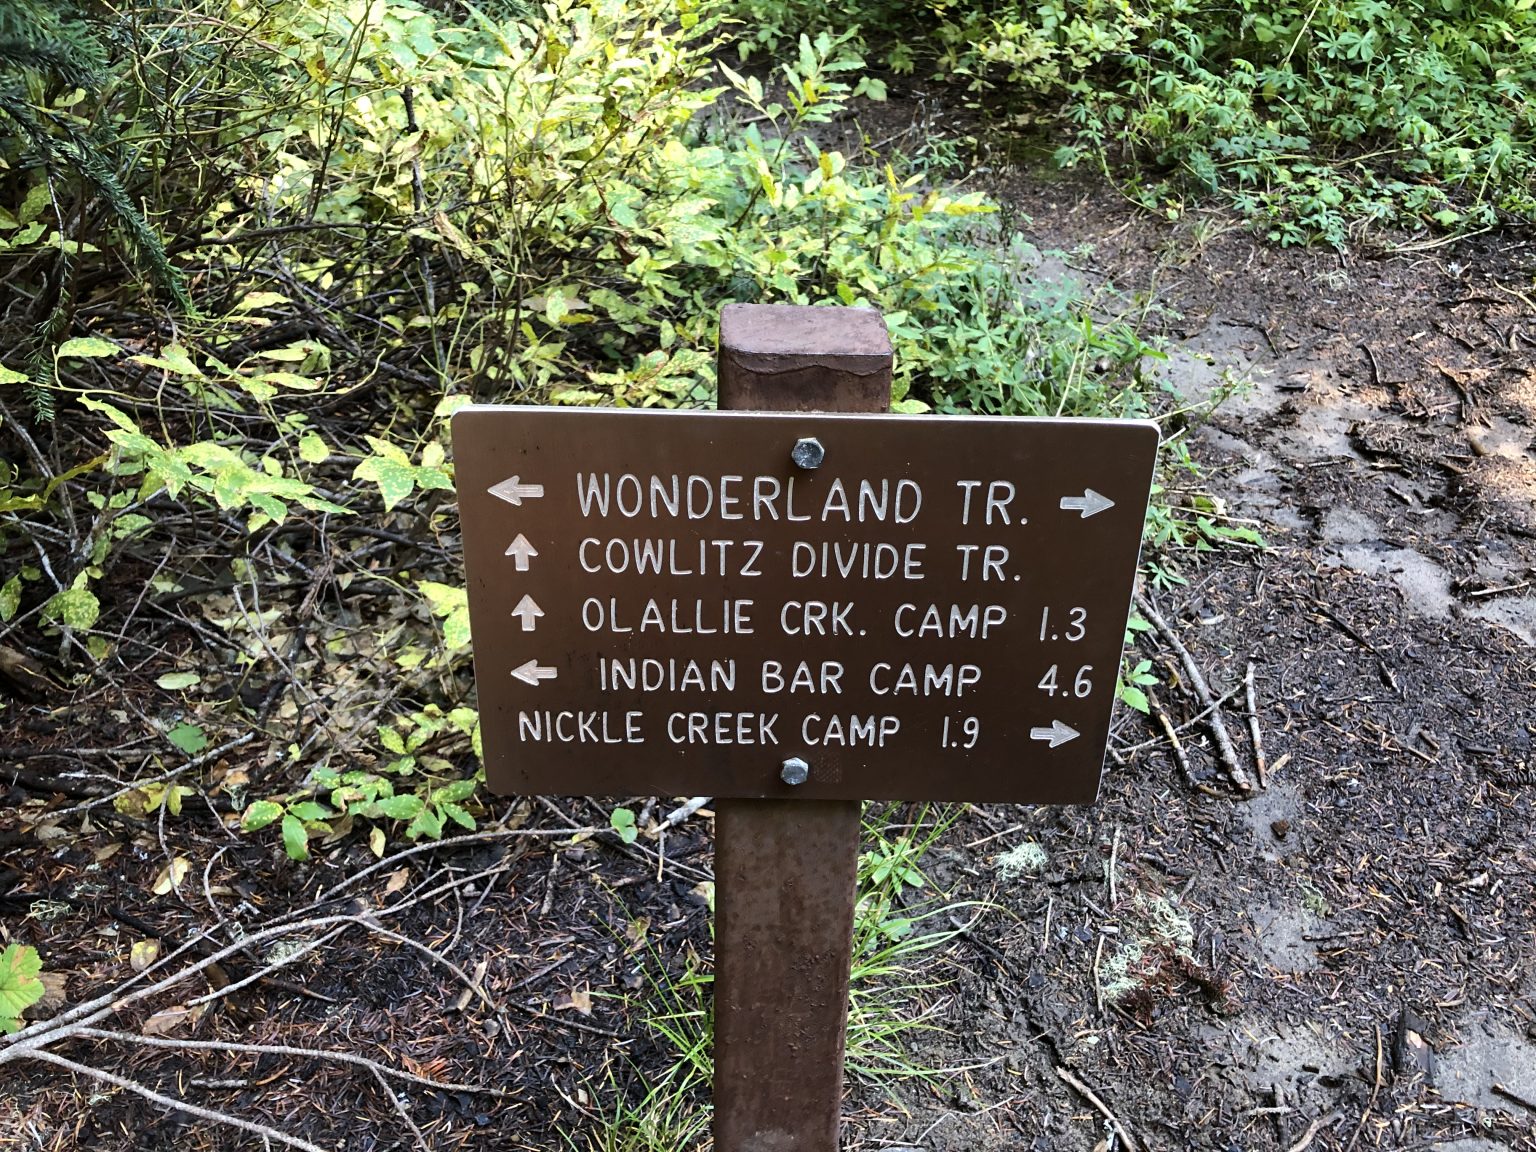 ← WONDERLAND TR. →
↑ COWLITZ DIVIDE TR.
↑ OLALLIE CRK. CAMP 1.3
← INDIAN BAR CAMP 4.6
NICKLE CREEK CAMP 1.9 →